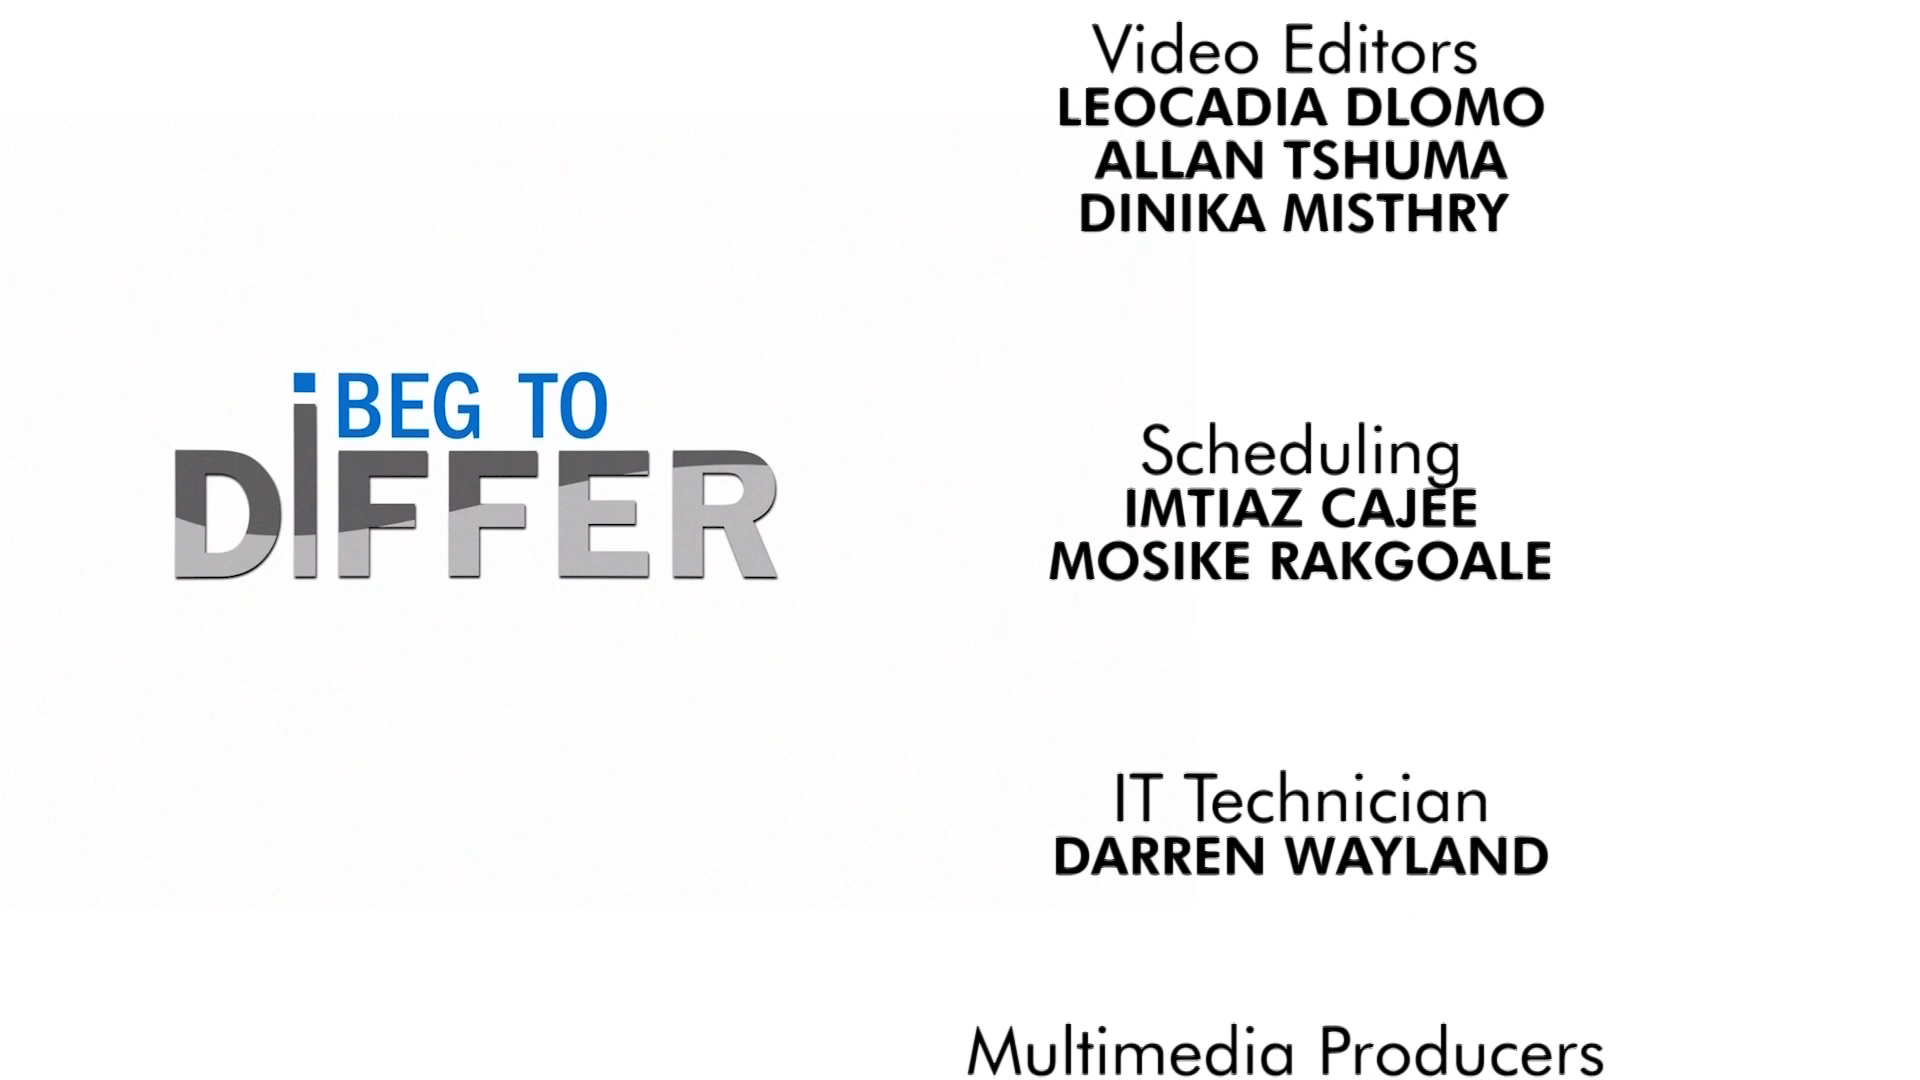 i BEG TO
DiFFER
Video Editors
LEOCADIA DLOMO
ALLAN TSHUMA
DINIKA MISTHRY
Scheduling
IMTIAZ CAJEE
MOSIKE RAKGOALE
IT Technician
DARREN WAYLAND
Multimedia Producers